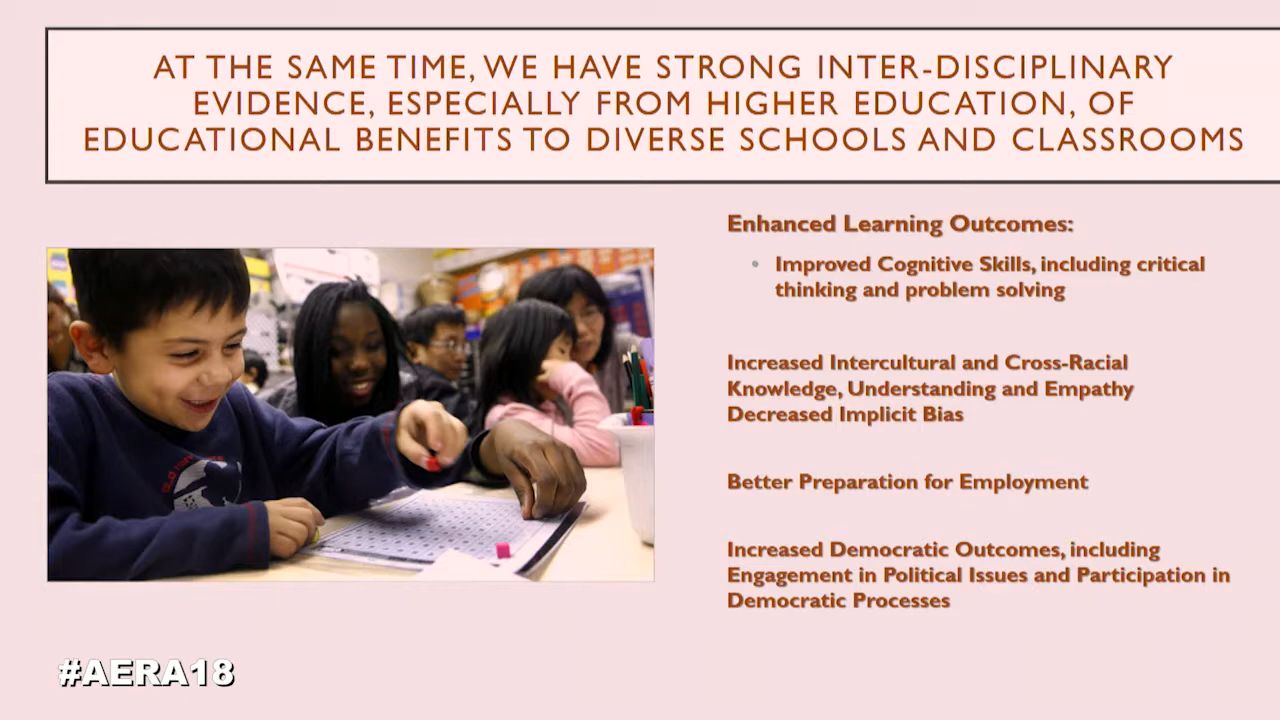 AT THE SAME TIME, WE HAVE STRONG INTER-DISCIPLINARY
EVIDENCE, ESPECIALLY FROM HIGHER EDUCATION, OF
EDUCATIONAL BENEFITS TO DIVERSE SCHOOLS AND CLASSROOMS
Enhanced Learning Outcomes:
• Improved Cognitive Skills, including critical
thinking and problem solving
Increased Intercultural and Cross-Racial
Knowledge, Understanding and Empathy
Decreased Implicit Bias
Better Preparation for Employment
Increased Democratic Outcomes, including
Engagement in Political Issues and Participation in
Democratic Processes
#AERA18